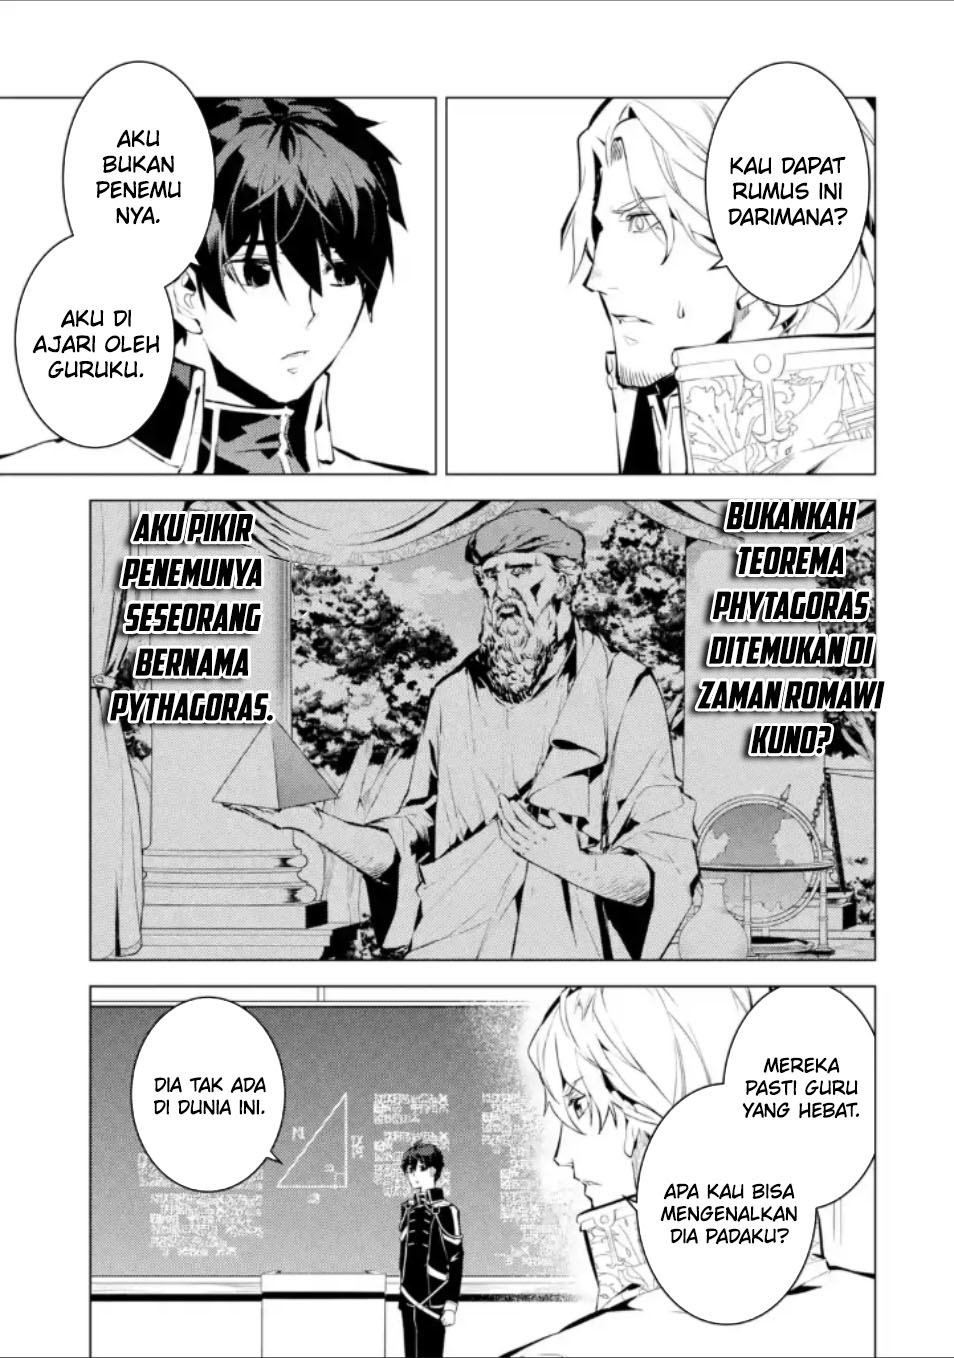 KAU DAPAT
RUMUS INI
DARIMANA?
AKU
BUKAN
PENEMU
NYA.
AKU DI
AJARI OLEH
GURUKU.
BUKANKAH
TEOREMA
PHYTAGORAS
DITEMUKAN DI
ZAMAN ROMAWI
KUNO?
AKU PIKIR
PENEMUNYA
SESEORANG
BERNAMA
PYTHAGORAS.
MEREKA
PASTI GURU
YANG HEBAT.
APA KAU BISA
MENGENALKAN
DIA PADAKU?
DIA TAK ADA
DI DUNIA INI.